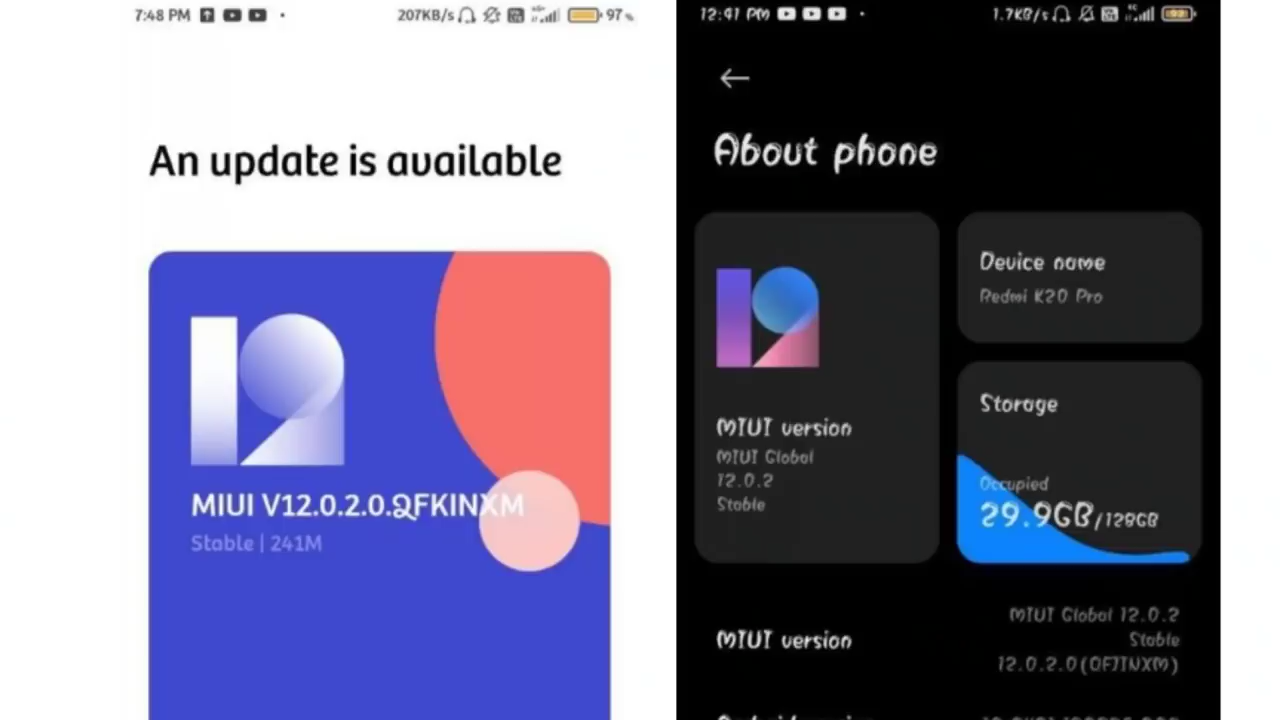 7:48 PM
207KB/s
97%
An update is available
MIUI V12.0.2.0.QFKINXM
Stable | 241M
12:41 PM
1.7KB/s
About phone
Device name
Redmi K20 Pro
MIUI version
MIUI Global
12.0.2
Stable
Storage
Occupied
29.9GB/128GB
MIUI version
MIUI Global 12.0.2
Stable
12.0.2.0(QFJINXM)